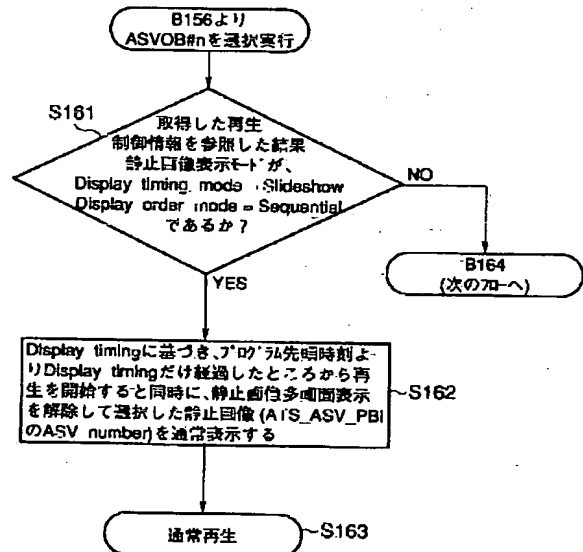 B156より
ASVOB#nを選択実行
S161
取得した再生
制御情報を参照した結果
静止画像表示モードが、
Display timing mode = Slideshow
Display order mode = Sequential
であるか?
NO
B164
(次のフローへ)
YES
Display timingに基づき、プログラム先頭時刻よ
りDisplay timingだけ経過したところから再
生を開始すると同時に、静止画像多画面表示
を解除して選択した静止画像 (ATS_ASV_PBI
のASV number)を通常表示する
S162
通常再生
S163